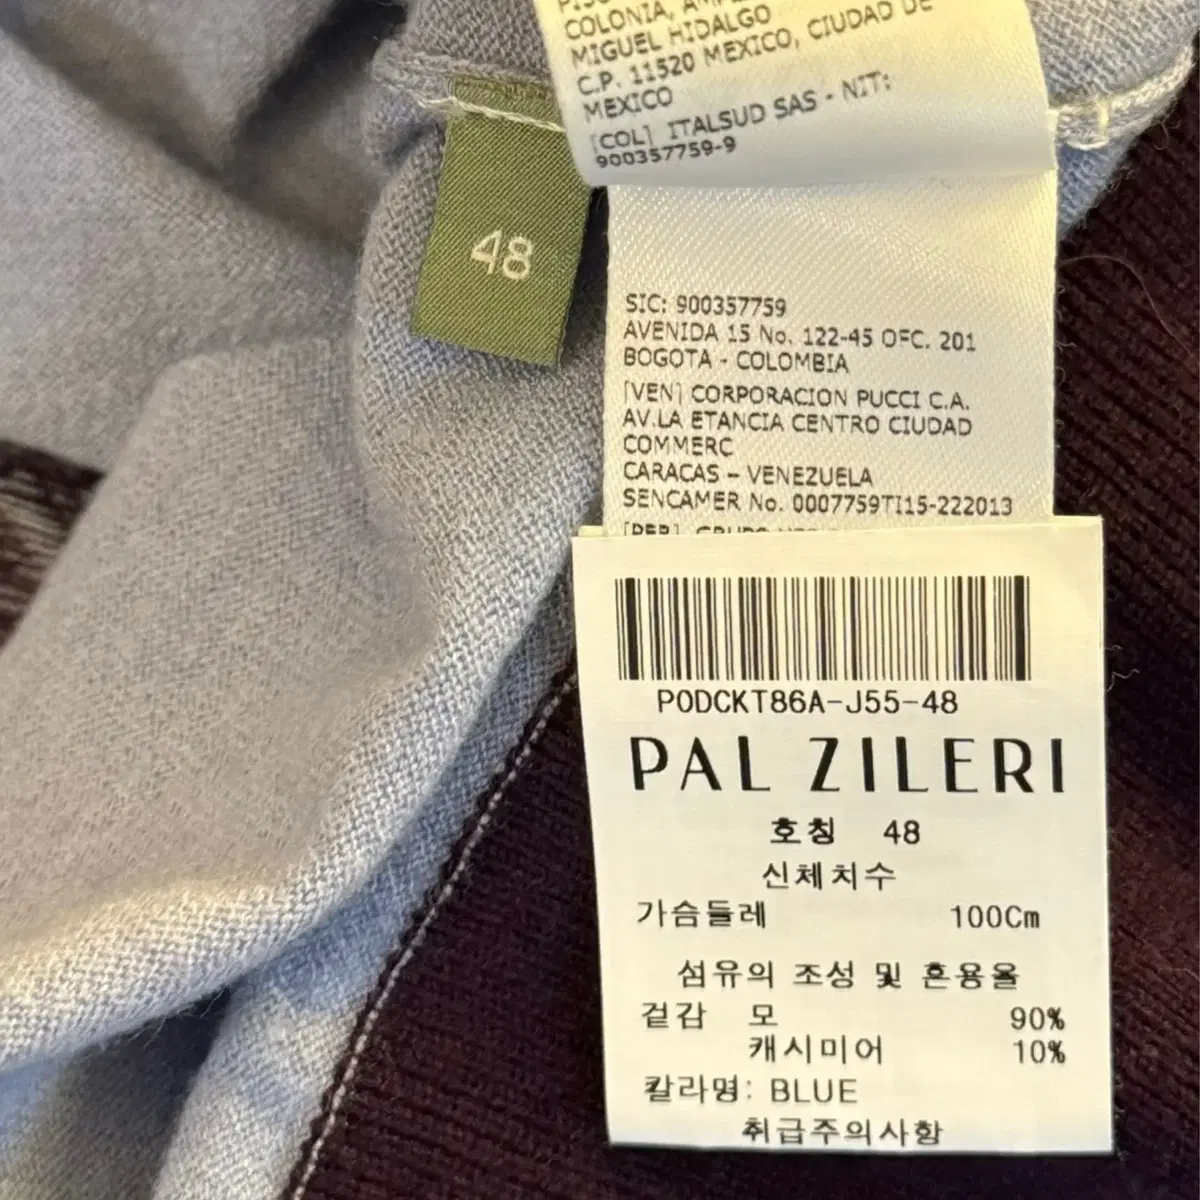 COLONIA,
MIGUEL HIDALGO
C.P. 11520 MEXICO, CIUDAD DE
MEXICO
[COL] ITALSUD SAS - NIT:
900357759-9
48
SIC: 900357759
AVENIDA 15 No. 122-45 OFC. 201
BOGOTA - COLOMBIA
[VEN] CORPORACION PUCCI C.A.
AV.LA ETANCIA CENTRO CIUDAD
COMMERC
CARACAS – VENEZUELA
SENCAMER No. 0007759TI15-222013
[PER] GRUPO
PODCKT86A-J55-48
PAL ZILERI
호칭 48
신체치수
가슴둘레 100Cm
섬유의 조성 및 혼용율
겉감 모 90%
캐시미어 10%
칼라명: BLUE
취급주의사항